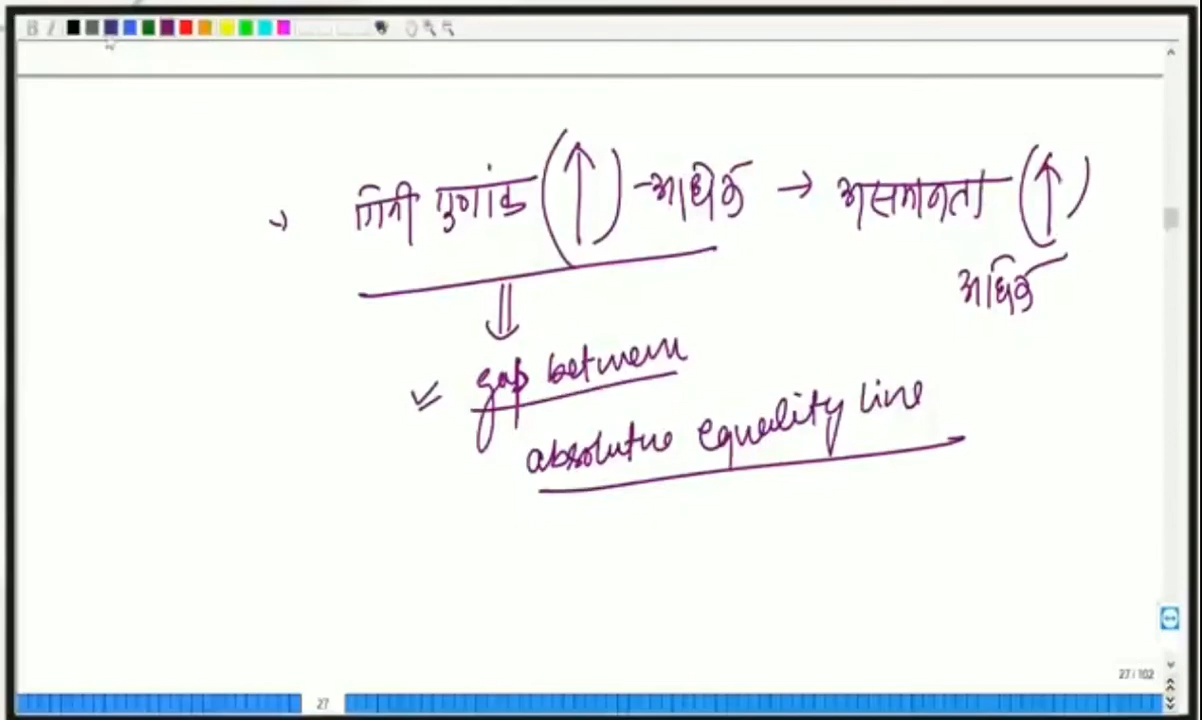 → गिनी गुणांक (↑) - अधिक → असमानता (↑)
अधिक
⇓
gap between
absolute equality line
27 / 102
27